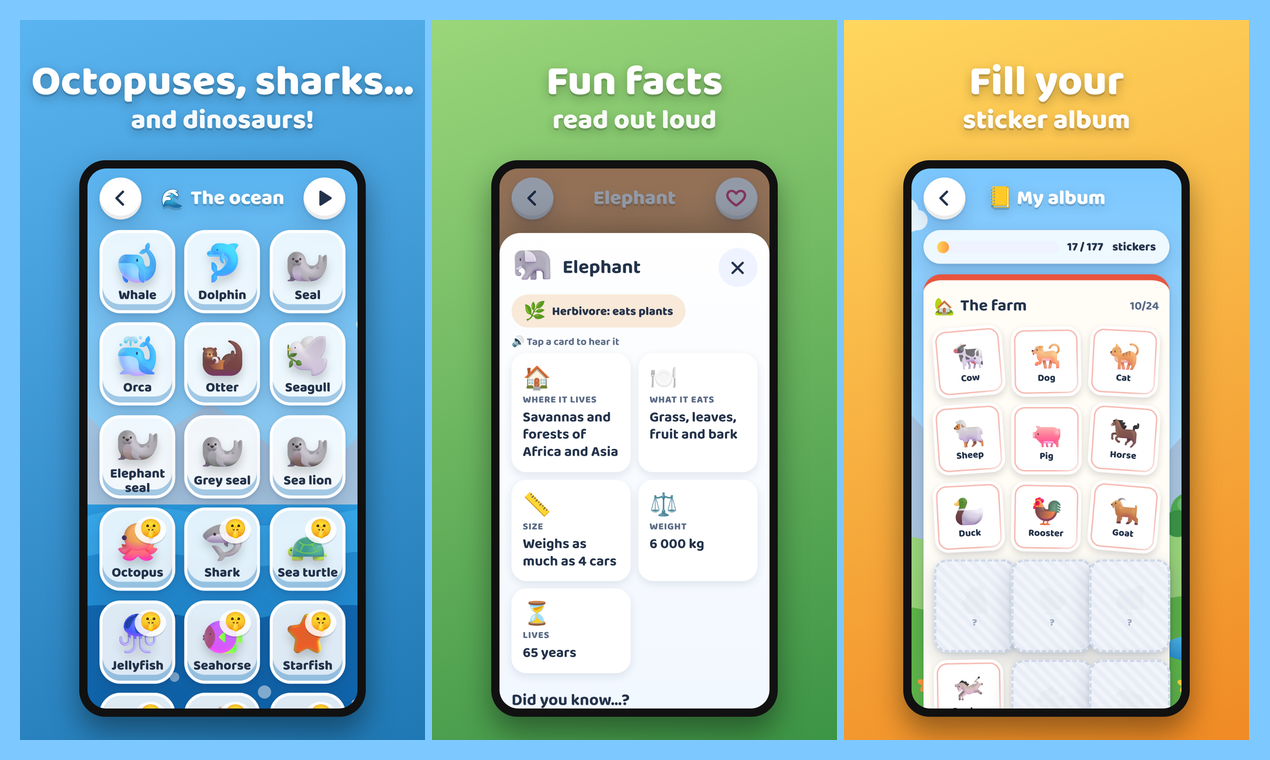 Octopuses, sharks...
and dinosaurs!
The ocean
Whale
Dolphin
Seal
Orca
Otter
Seagull
Elephant
seal
Grey seal
Sea lion
Octopus
Shark
Sea turtle
Jellyfish
Seahorse
Starfish
Fun facts
read out loud
Elephant
Elephant
Herbivore: eats plants
Tap a card to hear it
WHERE IT LIVES
Savannas and
forests of
Africa and Asia
WHAT IT EATS
Grass, leaves,
fruit and bark
SIZE
Weighs as
much as 4 cars
WEIGHT
6 000 kg
LIVES
65 years
Did you know...?
Fill your
sticker album
My album
17 / 177 stickers
The farm
10/24
Cow
Dog
Cat
Sheep
Pig
Horse
Duck
Rooster
Goat
?
?
?